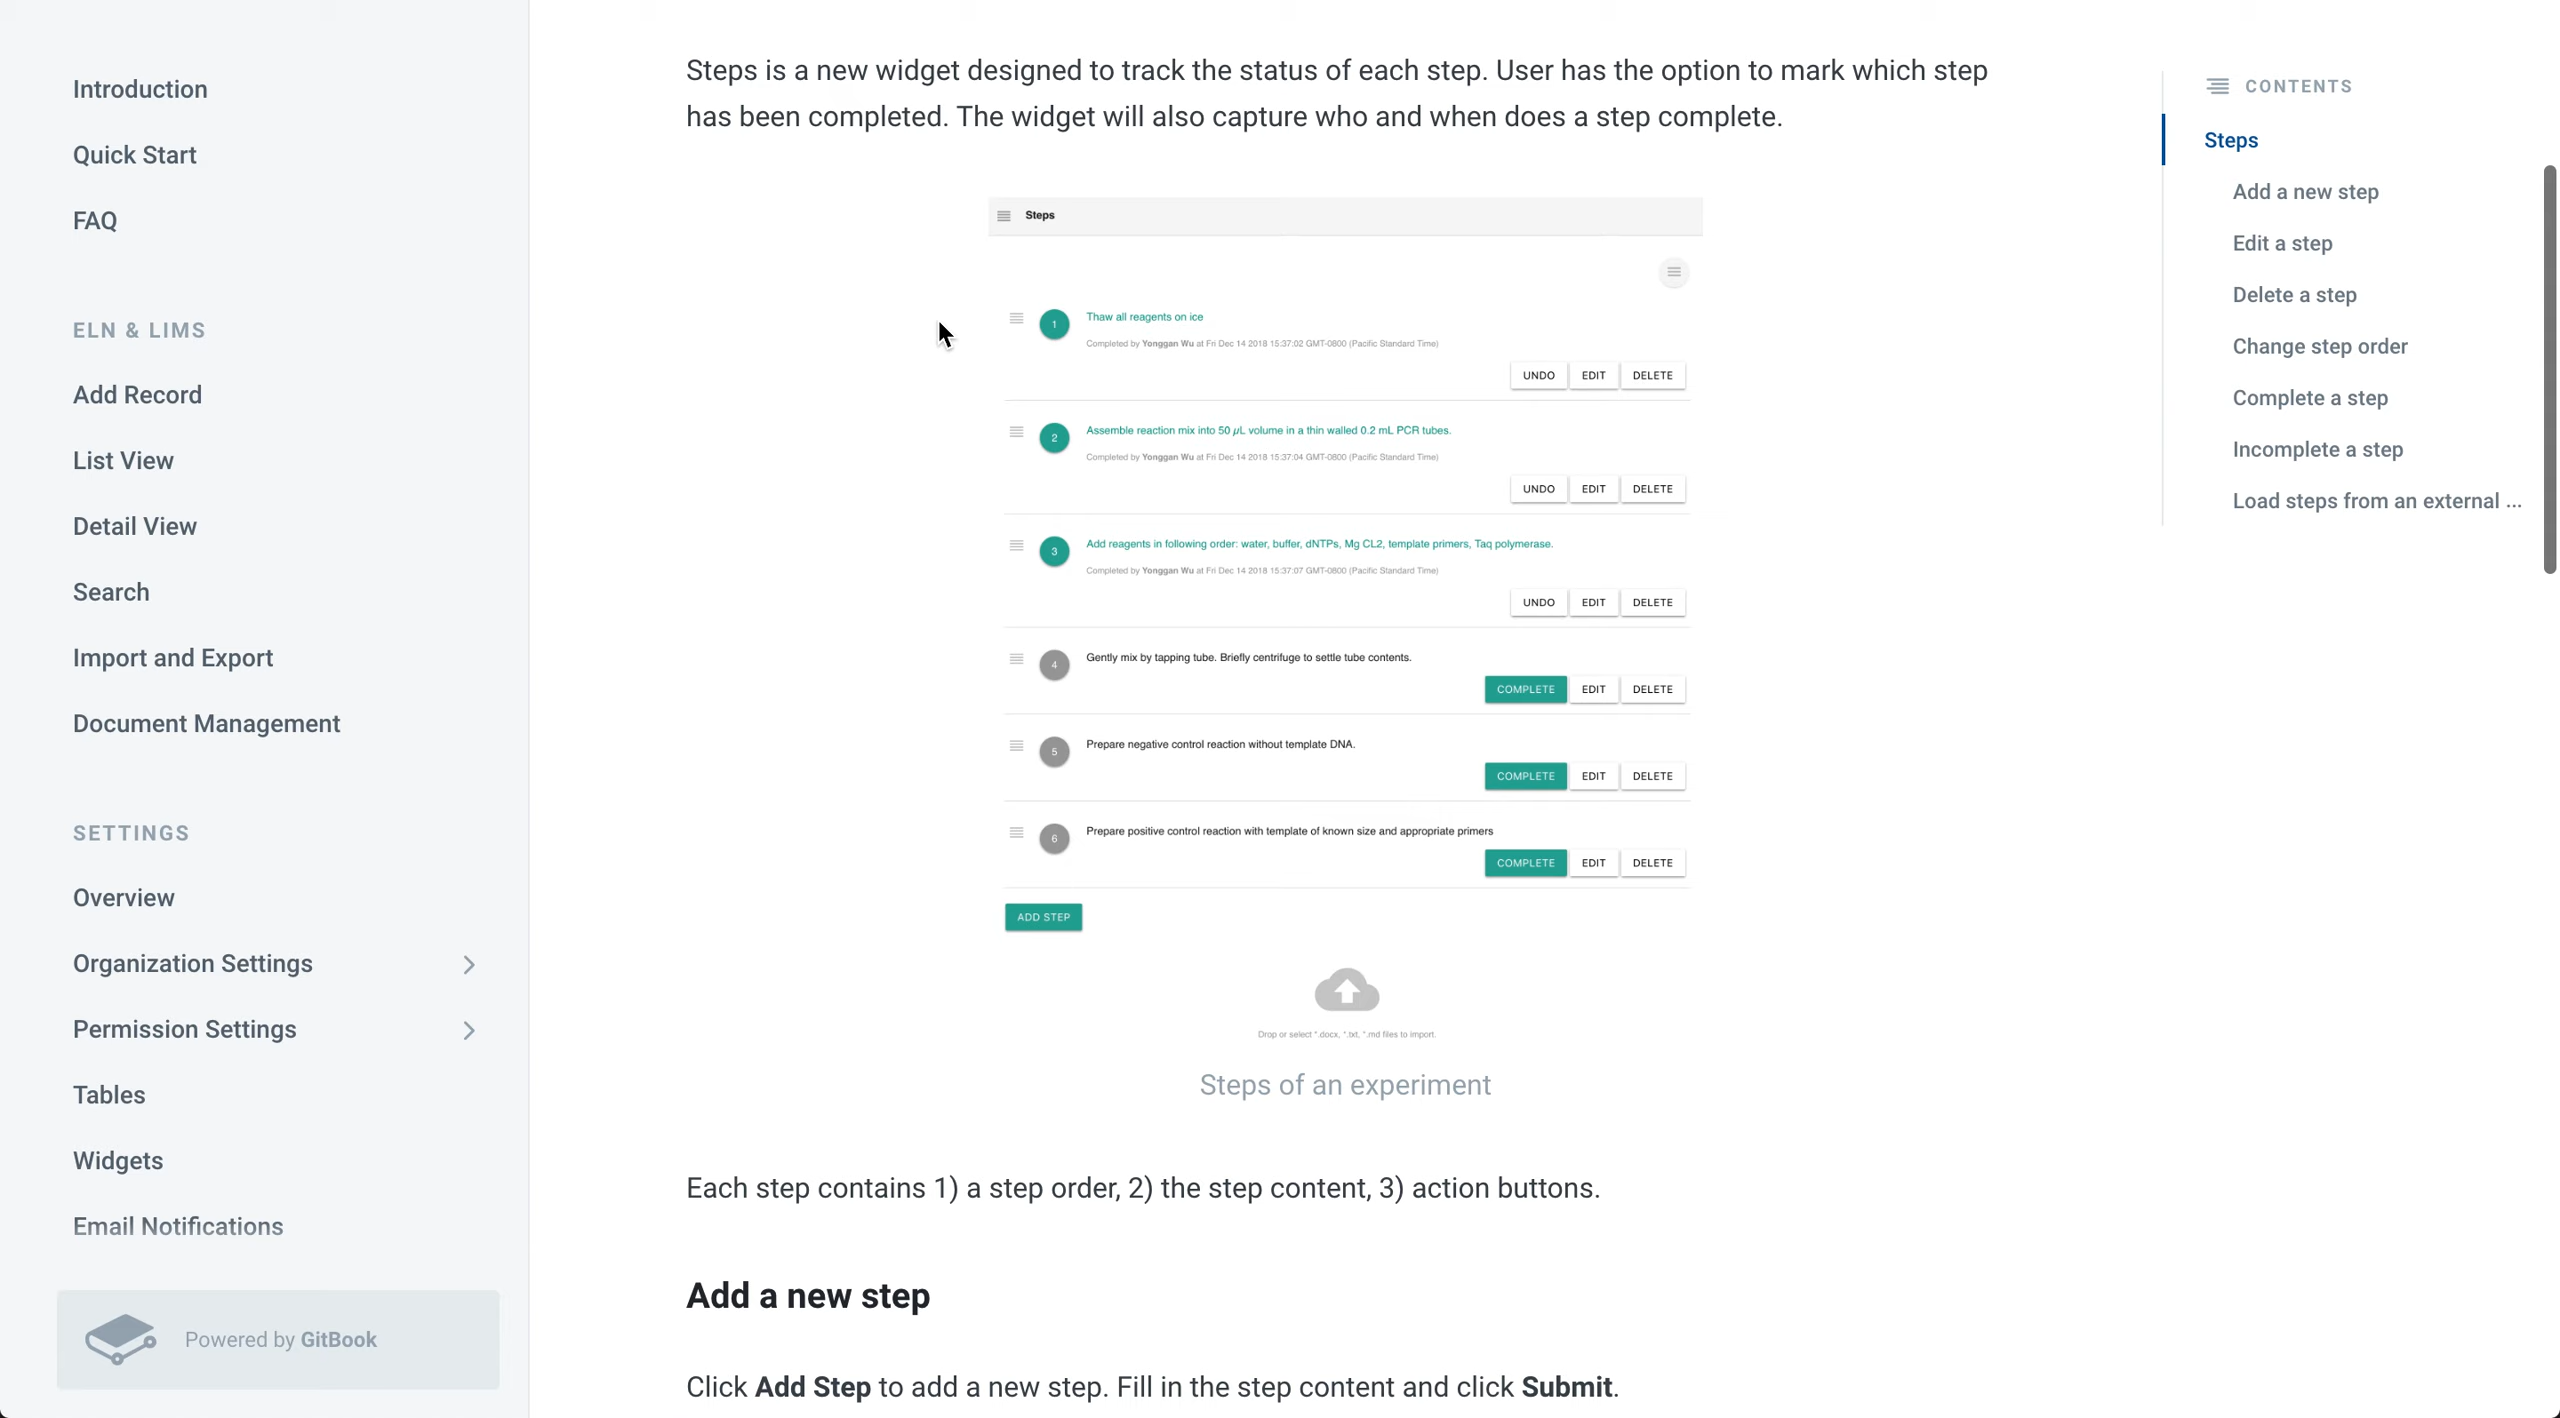 Introduction
Quick Start
FAQ
ELN & LIMS
Add Record
List View
Detail View
Search
Import and Export
Document Management
SETTINGS
Overview
Organization Settings
Permission Settings
Tables
Widgets
Email Notifications
Powered by GitBook
Steps is a new widget designed to track the status of each step. User has the option to mark which step
has been completed. The widget will also capture who and when does a step complete.
Steps
1 Thaw all reagents on ice
Completed by Yonggan Wu at Fri Dec 14 2018 15:37:02 GMT-0800 (Pacific Standard Time)
UNDO EDIT DELETE
2 Assemble reaction mix into 50 μL volume in a thin walled 0.2 mL PCR tubes.
Completed by Yonggan Wu at Fri Dec 14 2018 15:37:04 GMT-0800 (Pacific Standard Time)
UNDO EDIT DELETE
3 Add reagents in following order: water, buffer, dNTPs, Mg CL2, template primers, Taq polymerase.
Completed by Yonggan Wu at Fri Dec 14 2018 15:37:07 GMT-0800 (Pacific Standard Time)
UNDO EDIT DELETE
4 Gently mix by tapping tube. Briefly centrifuge to settle tube contents.
COMPLETE EDIT DELETE
5 Prepare negative control reaction without template DNA.
COMPLETE EDIT DELETE
6 Prepare positive control reaction with template of known size and appropriate primers
COMPLETE EDIT DELETE
ADD STEP
Drop or select *.docx, *.txt, *.md files to import.
Steps of an experiment
Each step contains 1) a step order, 2) the step content, 3) action buttons.
Add a new step
Click Add Step to add a new step. Fill in the step content and click Submit.
CONTENTS
Steps
Add a new step
Edit a step
Delete a step
Change step order
Complete a step
Incomplete a step
Load steps from an external ...